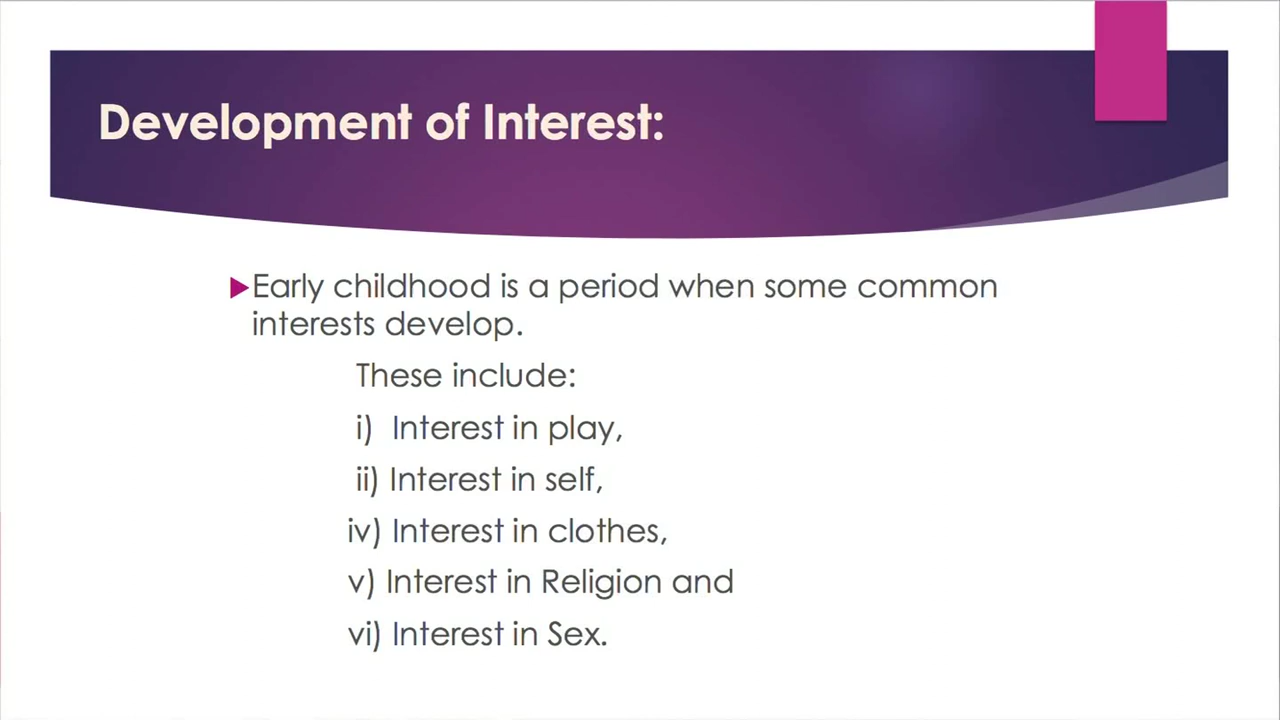 Development of Interest:
Early childhood is a period when some common
interests develop.
These include:
i) Interest in play,
ii) Interest in self,
iv) Interest in clothes,
v) Interest in Religion and
vi) Interest in Sex.